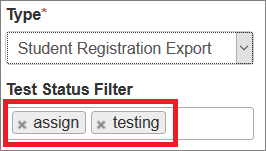 Type*
Student Registration Export
Test Status Filter
× assign × testing